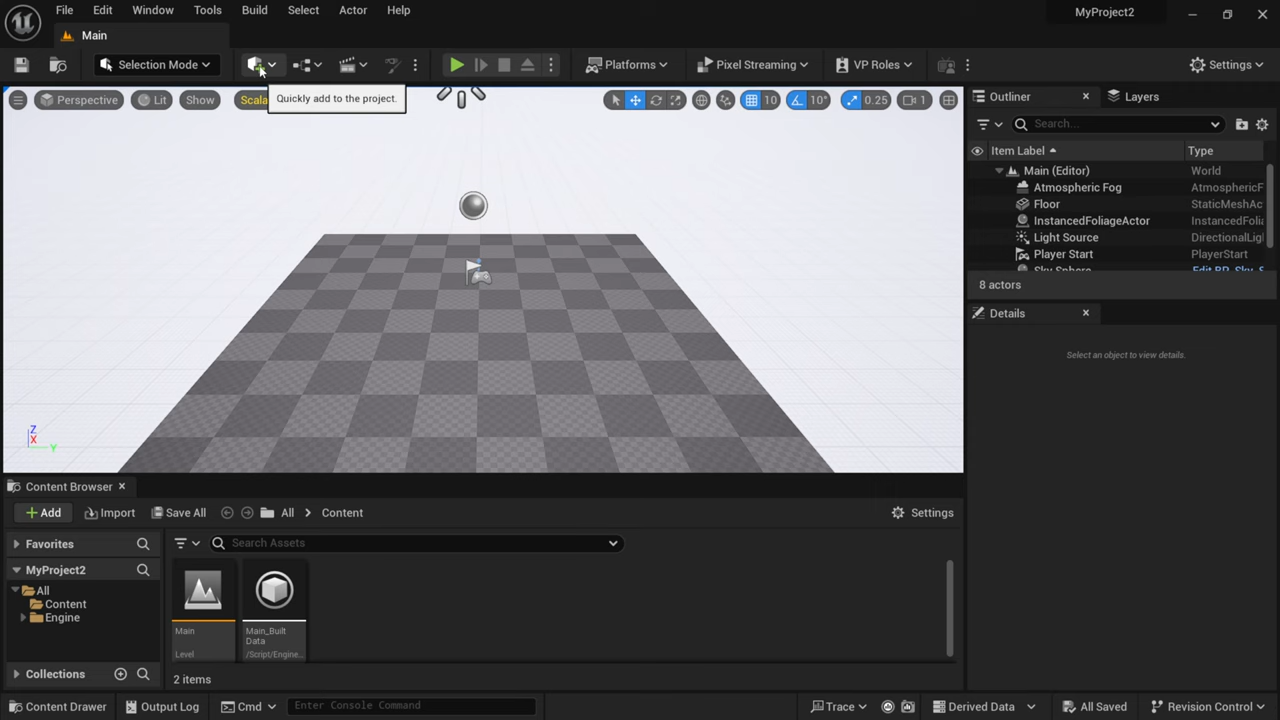 File Edit Window Tools Build Select Actor Help
MyProject2
Main
Selection Mode
Platforms
Pixel Streaming
VP Roles
Settings
Quickly add to the project.
Perspective
Lit
Show
Scala
10
10°
0.25
1
Outliner
Layers
Search...
Item Label
Type
Main (Editor) World
Atmospheric Fog AtmosphericF
Floor StaticMeshAc
InstancedFoliageActor InstancedFolia
Light Source DirectionalLig
Player Start PlayerStart
8 actors
Details
Select an object to view details.
Z
X
Y
Content Browser
Add
Import
Save All
All
Content
Settings
Favorites
Search Assets
MyProject2
All
Content
Engine
Main
Level
Main_Built
Data
/Script/Engine...
Collections
2 items
Content Drawer
Output Log
Cmd
Enter Console Command
Trace
Derived Data
All Saved
Revision Control